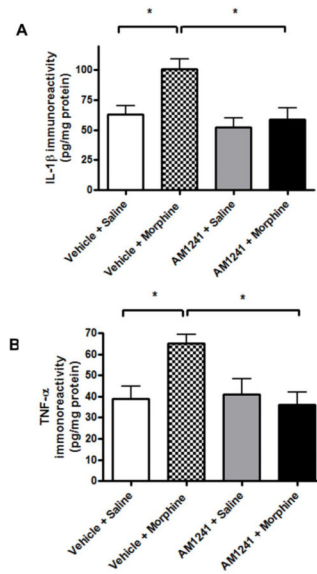 A
* *
IL-1β immunoreactivity
(pg/mg protein)
100
75
50
25
0
Vehicle + Saline
Vehicle + Morphine
AM1241 + Saline
AM1241 + Morphine
B
* *
TNF-α
immonoreactivity
(pg/mg protein)
70
60
50
40
30
20
10
0
Vehicle + Saline
Vehicle + Morphine
AM1241 + Saline
AM1241 + Morphine